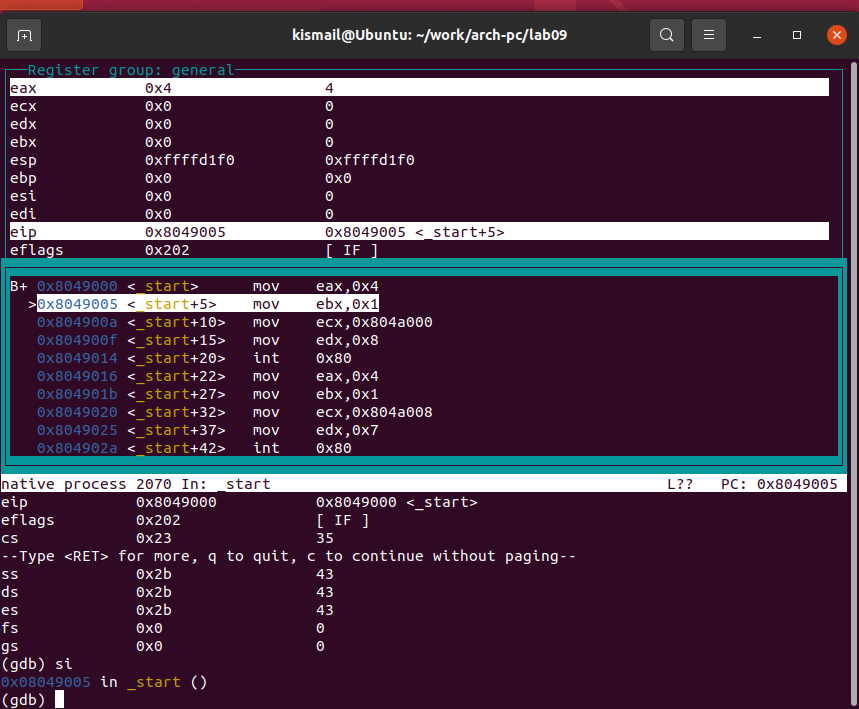 kismail@Ubuntu: ~/work/arch-pc/lab09
Register group: general
eax 0x4 4
ecx 0x0 0
edx 0x0 0
ebx 0x0 0
esp 0xffffd1f0 0xffffd1f0
ebp 0x0 0x0
esi 0x0 0
edi 0x0 0
eip 0x8049005 0x8049005 <_start+5>
eflags 0x202 [ IF ]
B+ 0x8049000 <_start> mov eax,0x4
>0x8049005 <_start+5> mov ebx,0x1
0x804900a <_start+10> mov ecx,0x804a000
0x804900f <_start+15> mov edx,0x8
0x8049014 <_start+20> int 0x80
0x8049016 <_start+22> mov eax,0x4
0x804901b <_start+27> mov ebx,0x1
0x8049020 <_start+32> mov ecx,0x804a008
0x8049025 <_start+37> mov edx,0x7
0x804902a <_start+42> int 0x80
native process 2070 In: _start L?? PC: 0x8049005
eip 0x8049000 0x8049000 <_start>
eflags 0x202 [ IF ]
cs 0x23 35
--Type <RET> for more, q to quit, c to continue without paging--
ss 0x2b 43
ds 0x2b 43
es 0x2b 43
fs 0x0 0
gs 0x0 0
(gdb) si
0x08049005 in _start ()
(gdb)